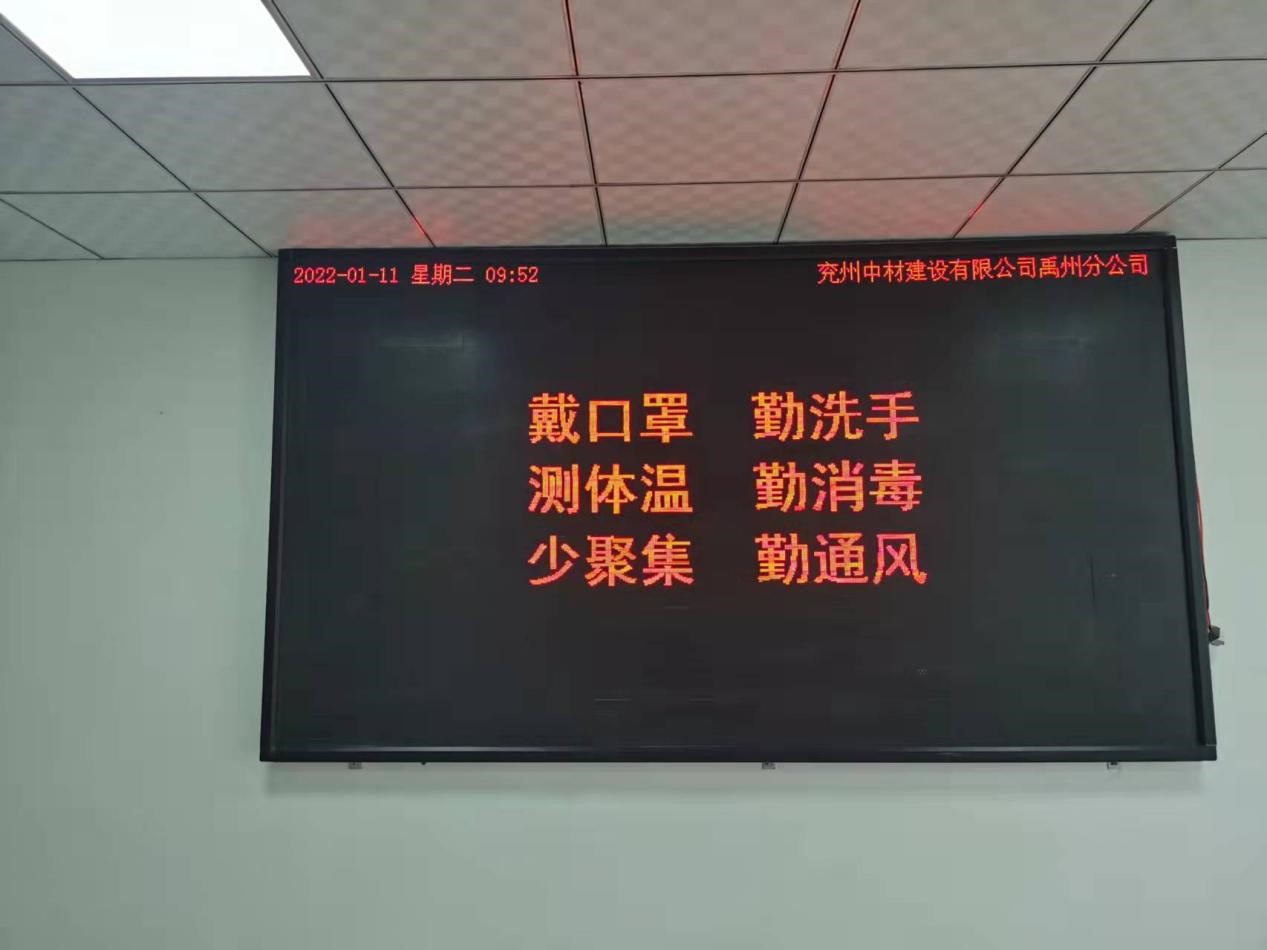 2022-01-11 星期二 09:52 兖州中材建设有限公司禹州分公司
戴口罩 勤洗手
测体温 勤消毒
少聚集 勤通风